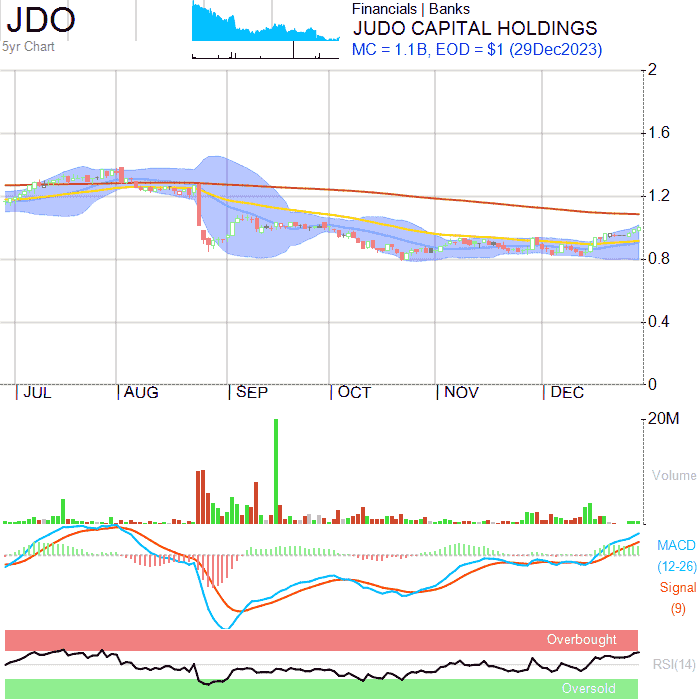 JDO
5yr Chart
Financials | Banks
JUDO CAPITAL HOLDINGS
MC = 1.1B, EOD = $1 (29Dec2023)
2
1.6
1.2
0.8
0.4
0
JUL AUG SEP OCT NOV DEC
20M
Volume
MACD
(12-26)
Signal
(9)
Overbought
RSI(14)
Oversold